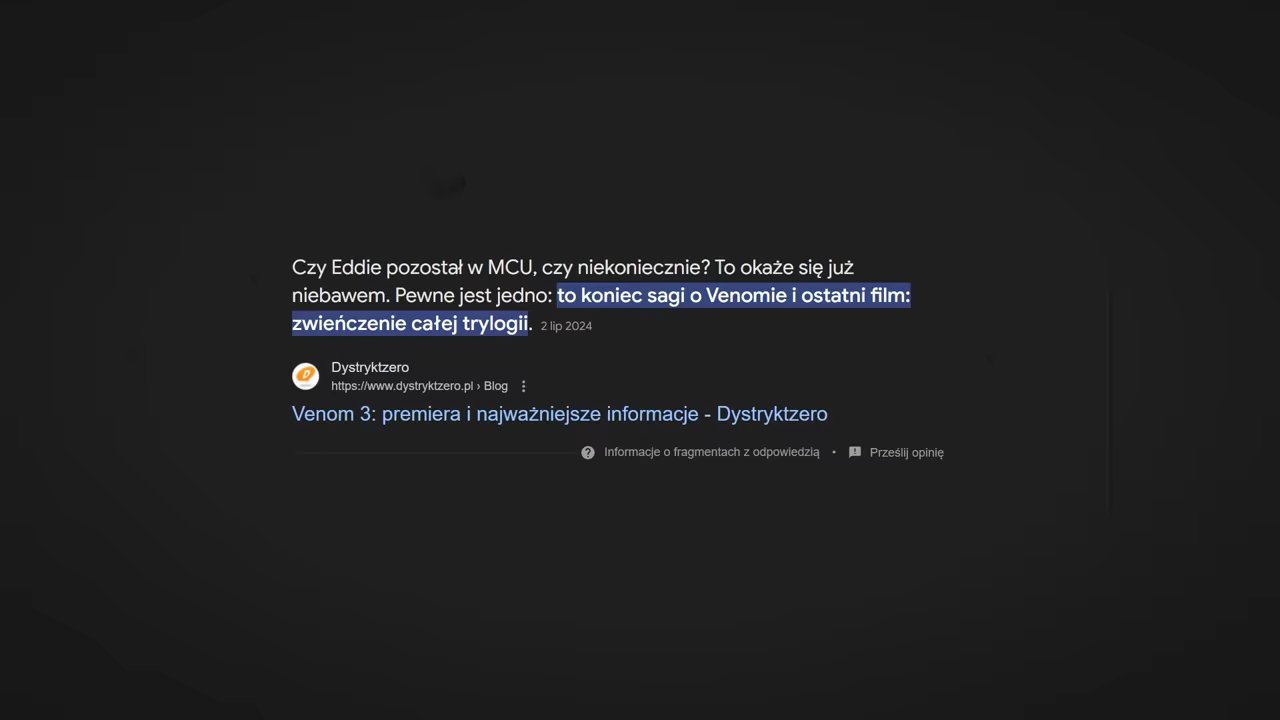 Czy Eddie pozostał w MCU, czy niekoniecznie? To okaże się już
niebawem. Pewne jest jedno: to koniec sagi o Venomie i ostatni film:
zwieńczenie całej trylogii. 2 lip 2024
Dystryktzero
https://www.dystryktzero.pl › Blog
Venom 3: premiera i najważniejsze informacje - Dystryktzero
Informacje o fragmentach z odpowiedzią • Prześlij opinię